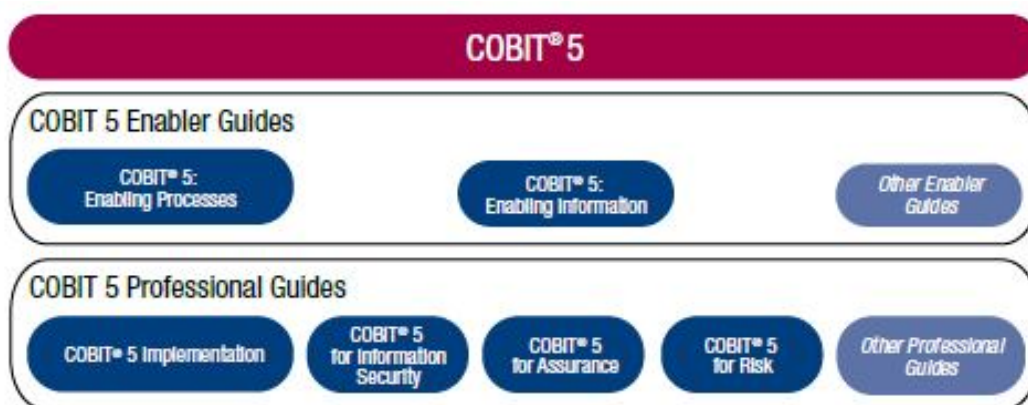 COBIT® 5
COBIT 5 Enabler Guides
COBIT® 5:
Enabling Processes
COBIT® 5:
Enabling Information
Other Enabler
Guides
COBIT 5 Professional Guides
COBIT® 5 Implementation
COBIT® 5
for Information
Security
COBIT® 5
for Assurance
COBIT® 5
for Risk
Other Professional
Guides